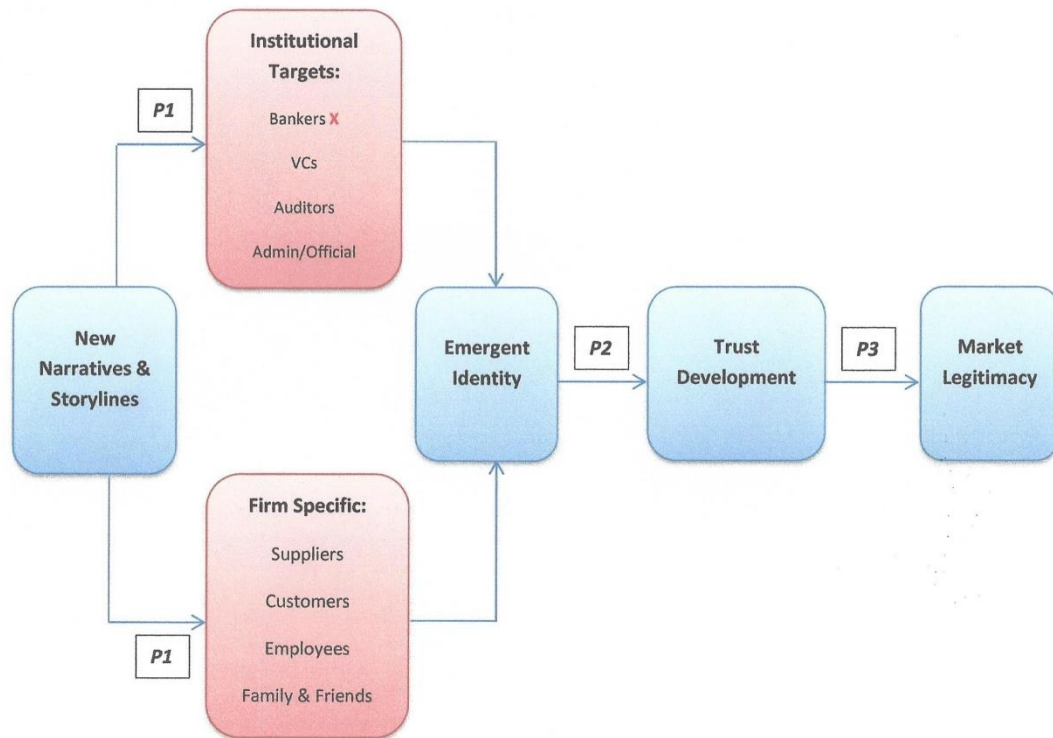 Institutional
Targets:
Bankers X
VCs
Auditors
Admin/Official
P1
New
Narratives &
Storylines
Emergent
Identity
P2
Trust
Development
P3
Market
Legitimacy
P1
Firm Specific:
Suppliers
Customers
Employees
Family & Friends